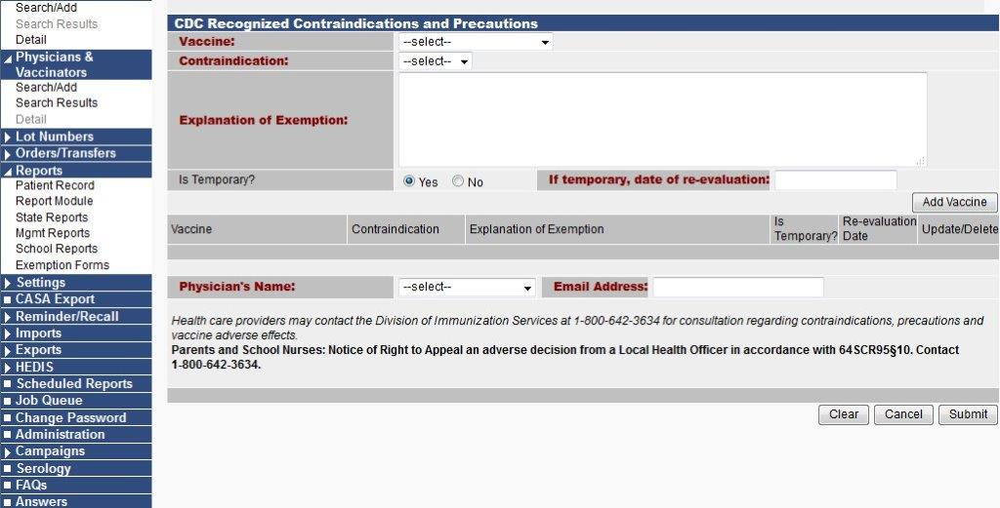 Search/Add
Search Results
Detail
Physicians &
Vaccinators
Search/Add
Search Results
Detail
Lot Numbers
Orders/Transfers
Reports
Patient Record
Report Module
State Reports
Mgmt Reports
School Reports
Exemption Forms
Settings
CASA Export
Reminder/Recall
Imports
Exports
HEDIS
Scheduled Reports
Job Queue
Change Password
Administration
Campaigns
Serology
FAQs
Answers
CDC Recognized Contraindications and Precautions
Vaccine: --select--
Contraindication: --select--
Explanation of Exemption:
Is Temporary? Yes No If temporary, date of re-evaluation:
Add Vaccine
Vaccine Contraindication Explanation of Exemption Is Temporary? Re-evaluation Date Update/Delete
Physician's Name: --select-- Email Address:
Health care providers may contact the Division of Immunization Services at 1-800-642-3634 for consultation regarding contraindications, precautions and
vaccine adverse effects.
Parents and School Nurses: Notice of Right to Appeal an adverse decision from a Local Health Officer in accordance with 64SCR95§10. Contact
1-800-642-3634.
Clear Cancel Submit